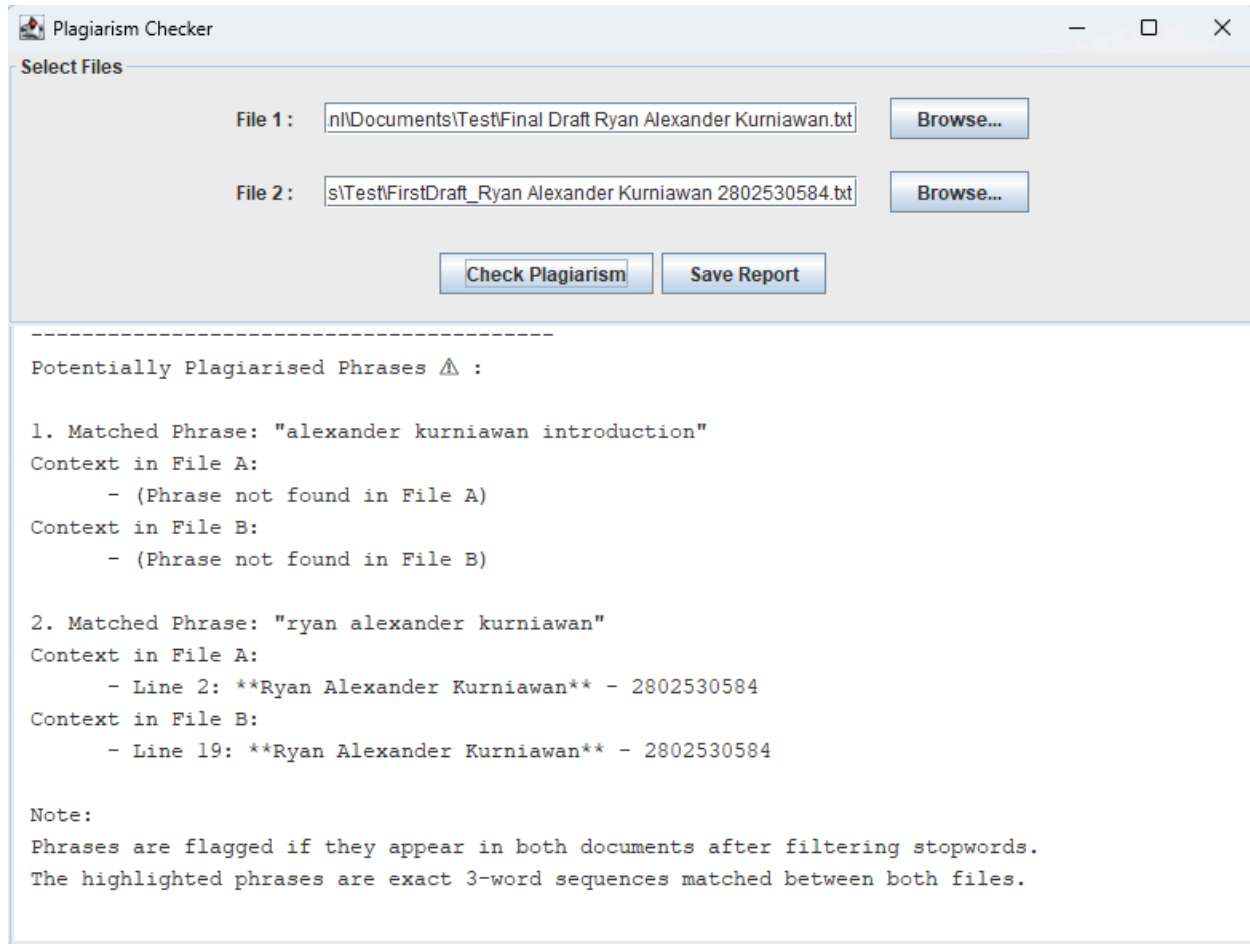 Plagiarism Checker
Select Files
File 1 : .nl\Documents\Test\Final Draft Ryan Alexander Kurniawan.txt Browse...
File 2 : s\Test\FirstDraft_Ryan Alexander Kurniawan 2802530584.txt Browse...
Check Plagiarism Save Report
-----------------------------------------
Potentially Plagiarised Phrases ⚠ :
1. Matched Phrase: "alexander kurniawan introduction"
Context in File A:
- (Phrase not found in File A)
Context in File B:
- (Phrase not found in File B)
2. Matched Phrase: "ryan alexander kurniawan"
Context in File A:
- Line 2: **Ryan Alexander Kurniawan** - 2802530584
Context in File B:
- Line 19: **Ryan Alexander Kurniawan** - 2802530584
Note:
Phrases are flagged if they appear in both documents after filtering stopwords.
The highlighted phrases are exact 3-word sequences matched between both files.